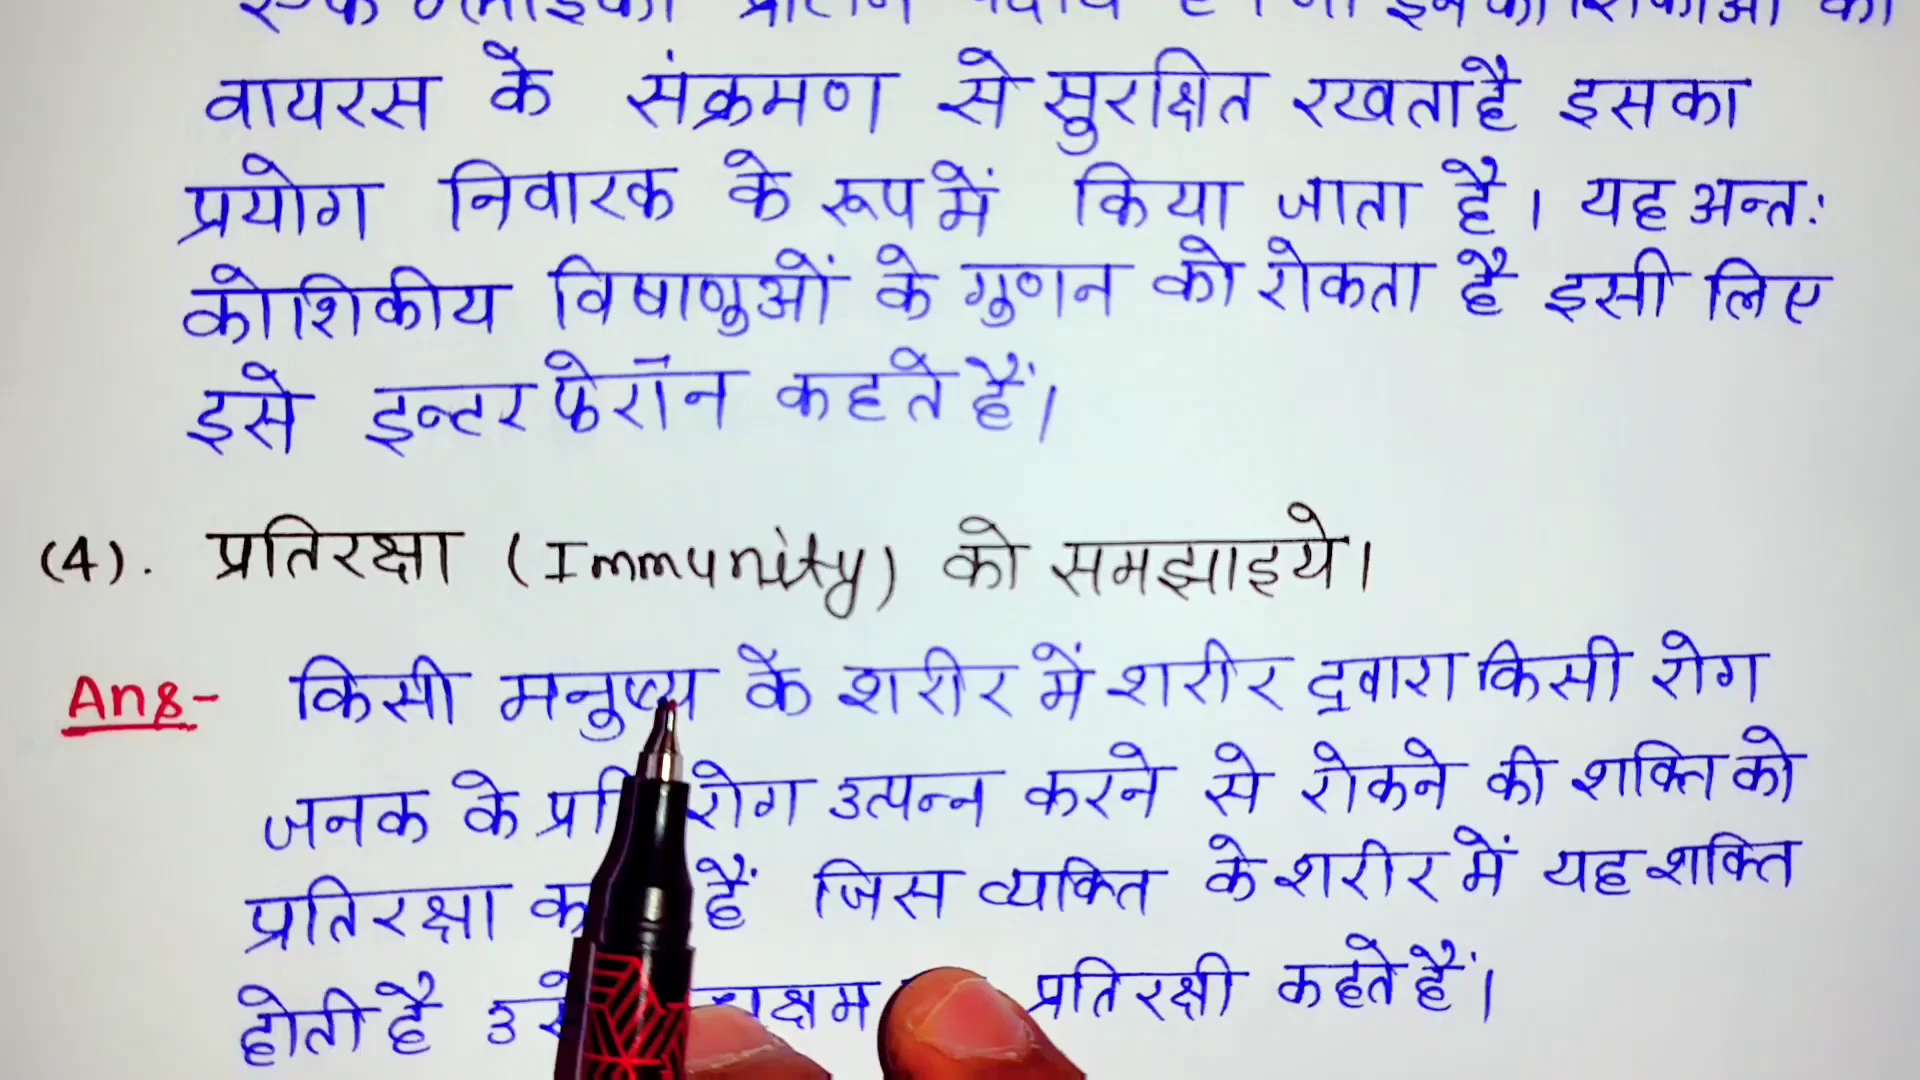 वायरस के संक्रमण से सुरक्षित रखता है इसका
प्रयोग निवारक के रूप में किया जाता है। यह अन्त:
कोशिकीय विषाणुओं के गुणन को रोकता है इसी लिए
इसे इन्टरफेरॉन कहते हैं।
(4). प्रतिरक्षा (Immunity) को समझाइये।
Ans- किसी मनुष्य के शरीर में शरीर द्वारा किसी रोग
जनक के रोग उत्पन्न करने से रोकने की शक्ति को
प्रतिरक्षा हैं जिस व्यक्ति के शरीर में यह शक्ति
होती है प्रतिरक्षी कहते हैं।